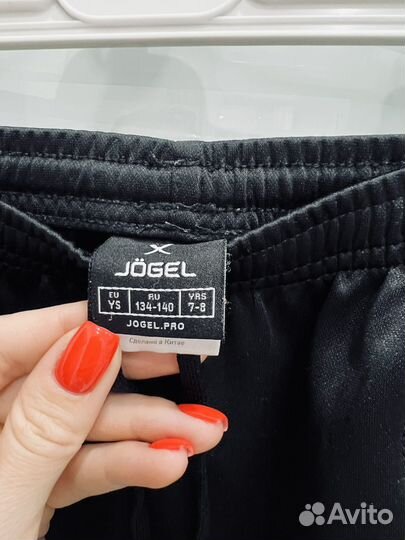 JÖGEL
EU RU YRS
YS 134-140 7-8
JOGEL.PRO
Сделано в Китае
Avito